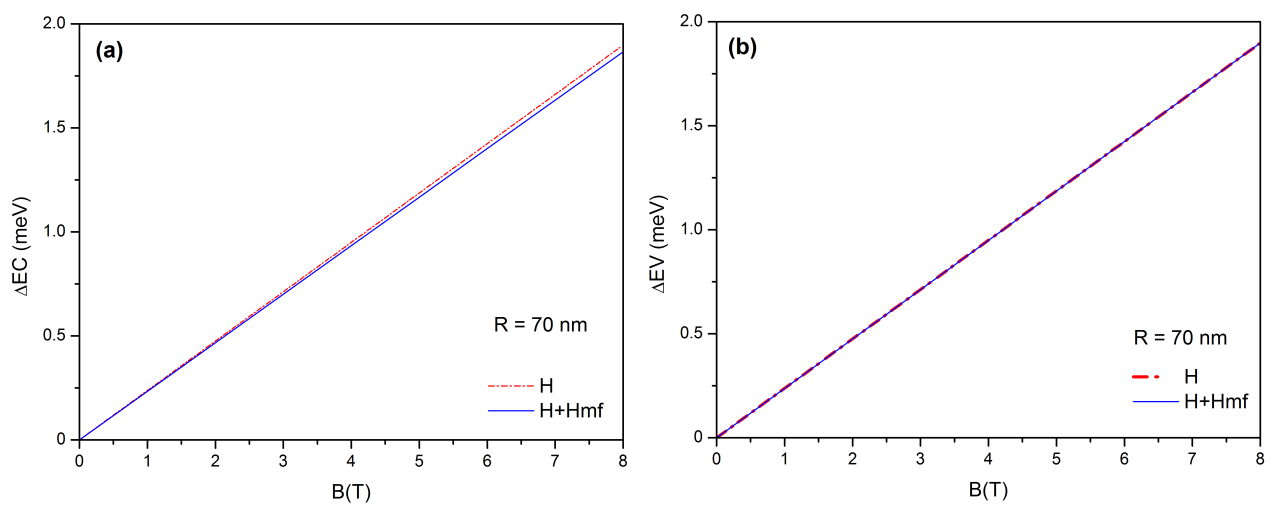 (a)
2.0
1.5
1.0
0.5
0
ΔEC (meV)
R = 70 nm
H
H+Hmf
0 1 2 3 4 5 6 7 8
B(T)
(b)
2.0
1.5
1.0
0.5
0
ΔEV (meV)
R = 70 nm
H
H+Hmf
0 1 2 3 4 5 6 7 8
B(T)